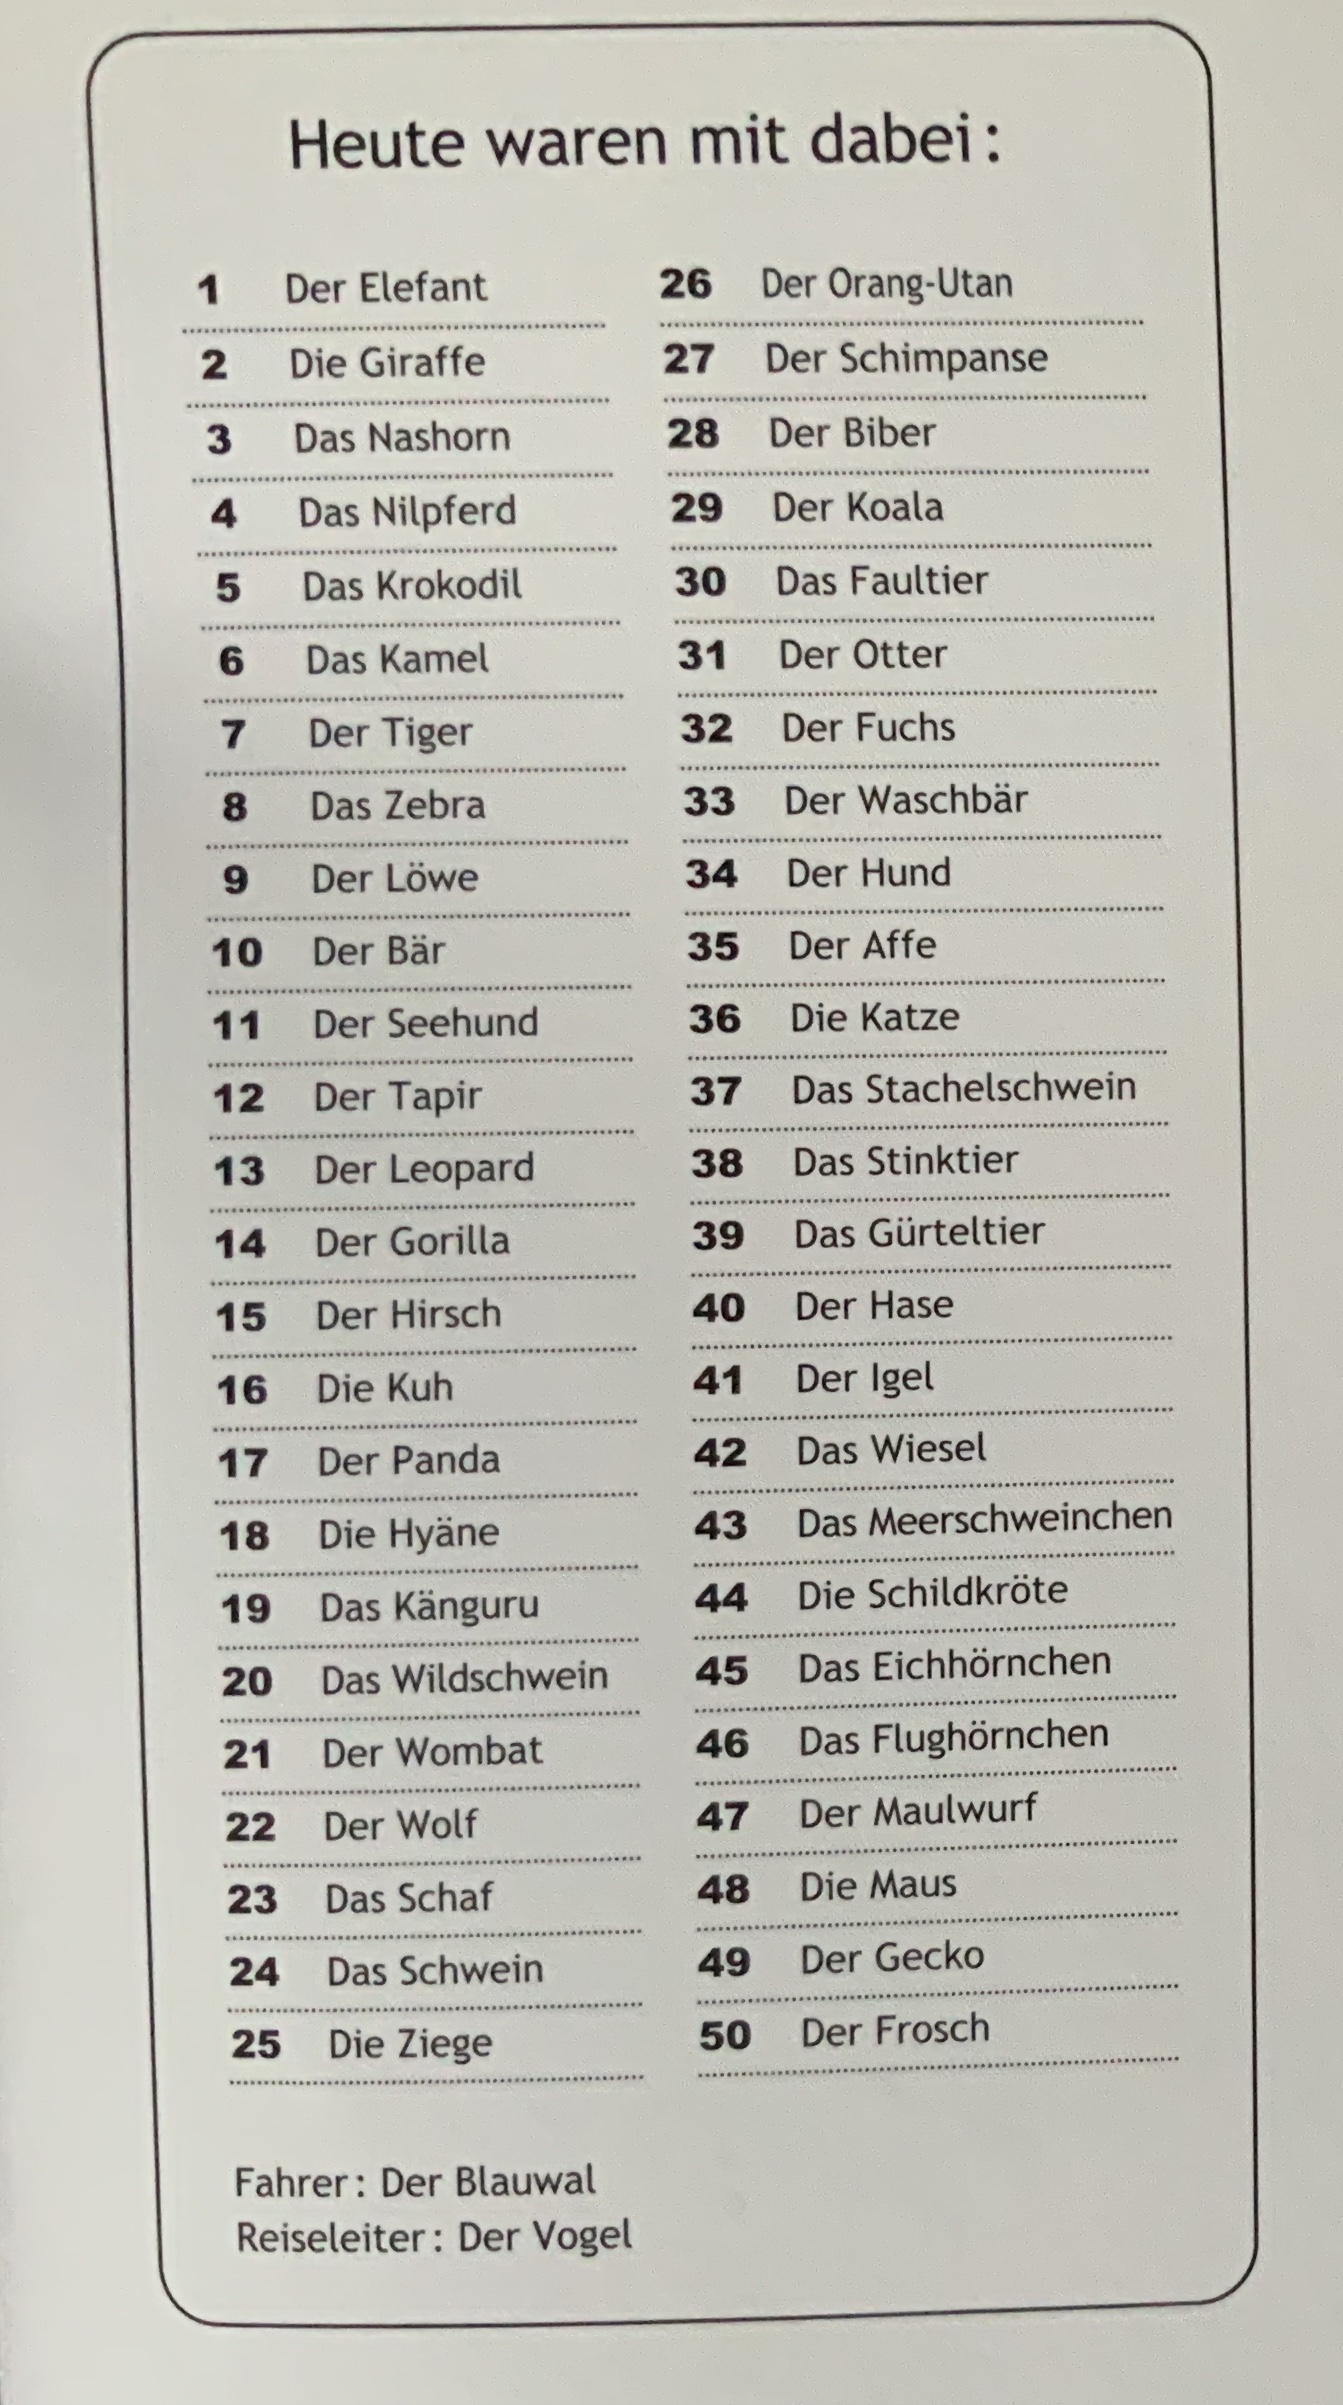 Heute waren mit dabei:
1 Der Elefant
2 Die Giraffe
3 Das Nashorn
4 Das Nilpferd
5 Das Krokodil
6 Das Kamel
7 Der Tiger
8 Das Zebra
9 Der Löwe
10 Der Bär
11 Der Seehund
12 Der Tapir
13 Der Leopard
14 Der Gorilla
15 Der Hirsch
16 Die Kuh
17 Der Panda
18 Die Hyäne
19 Das Känguru
20 Das Wildschwein
21 Der Wombat
22 Der Wolf
23 Das Schaf
24 Das Schwein
25 Die Ziege
26 Der Orang-Utan
27 Der Schimpanse
28 Der Biber
29 Der Koala
30 Das Faultier
31 Der Otter
32 Der Fuchs
33 Der Waschbär
34 Der Hund
35 Der Affe
36 Die Katze
37 Das Stachelschwein
38 Das Stinktier
39 Das Gürteltier
40 Der Hase
41 Der Igel
42 Das Wiesel
43 Das Meerschweinchen
44 Die Schildkröte
45 Das Eichhörnchen
46 Das Flughörnchen
47 Der Maulwurf
48 Die Maus
49 Der Gecko
50 Der Frosch
Fahrer: Der Blauwal
Reiseleiter: Der Vogel